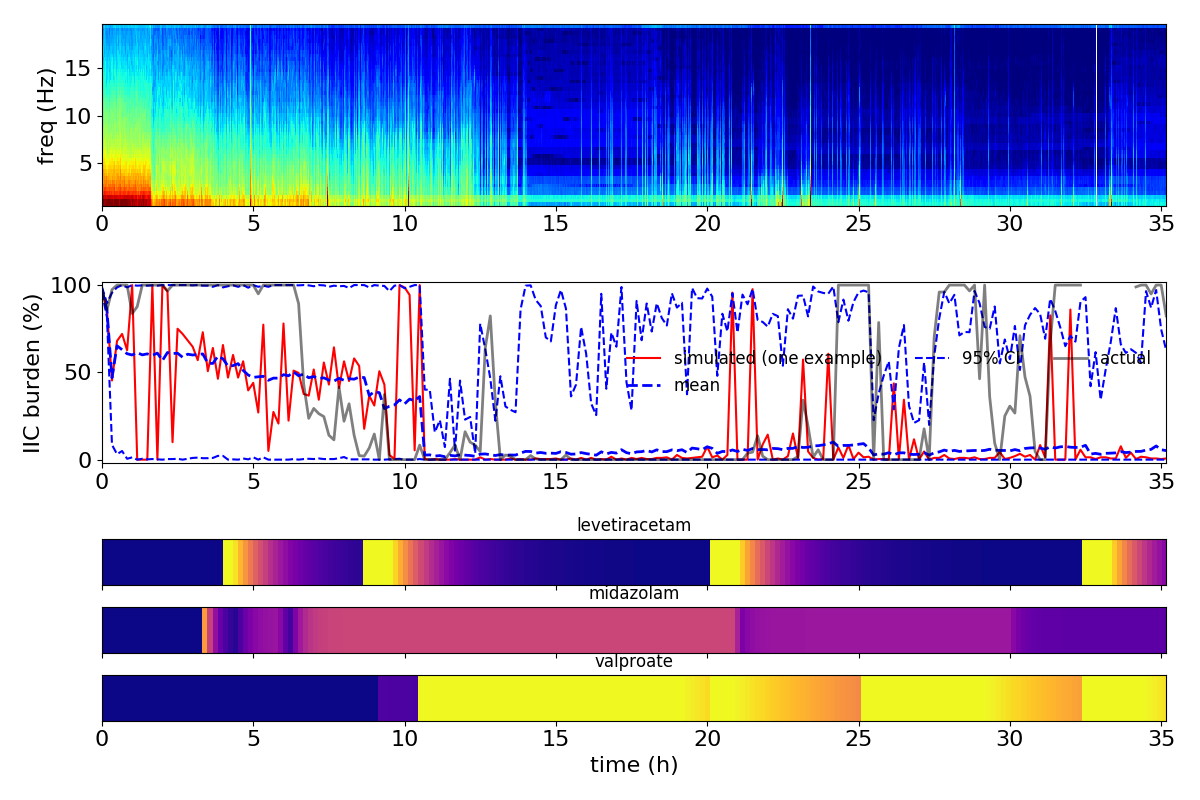 freq (Hz)
15
10
5
0 5 10 15 20 25 30 35
IIC burden (%)
100
50
0
simulated (one example) 95% CI actual
mean
0 5 10 15 20 25 30 35
levetiracetam
midazolam
valproate
0 5 10 15 20 25 30 35
time (h)